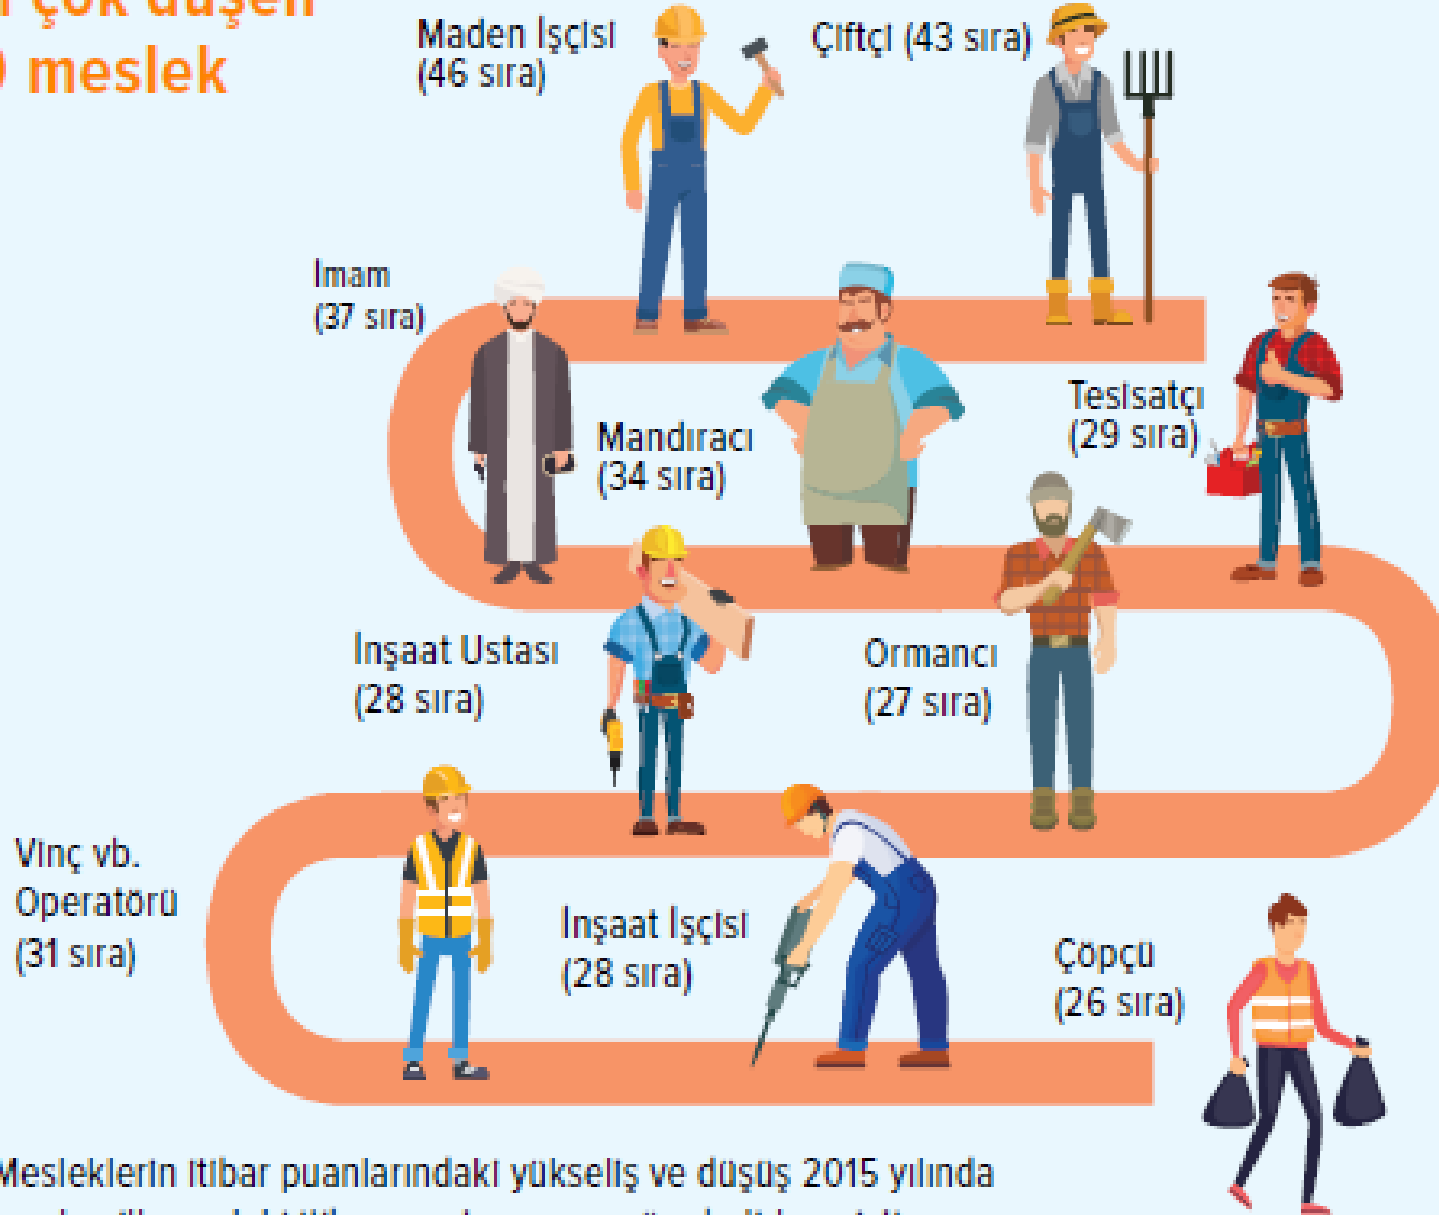 çok düşen
meslek
Maden İşçisi
(46 sıra)
Çiftçi (43 sıra)
İmam
(37 sıra)
Mandıracı
(34 sıra)
Tesisatçı
(29 sıra)
İnşaat Ustası
(28 sıra)
Ormancı
(27 sıra)
Vinç vb.
Operatörü
(31 sıra)
İnşaat İşçisi
(28 sıra)
Çöpçü
(26 sıra)
Mesleklerin itibar puanlarındaki yükseliş ve düşüş 2015 yılında